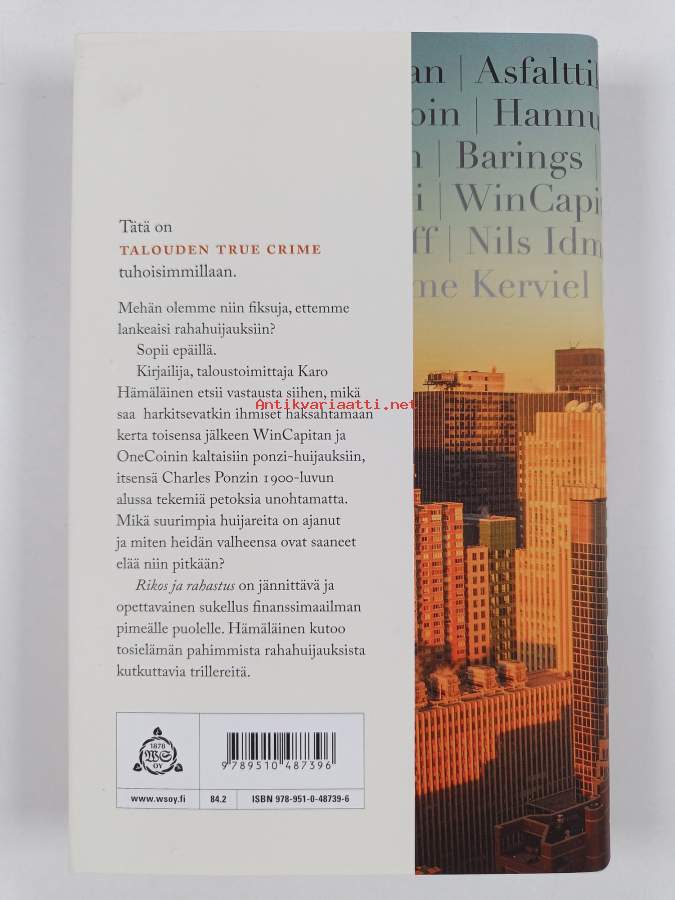 an | Asfaltti
oin | Hannu
n | Barings |
i | WinCapi
ff | Nils Idm
me Kerviel
Tätä on
TALOUDEN TRUE CRIME
tuhoisimmillaan.
Mehän olemme niin fiksuja, ettemme
lankeaisi rahahuijauksiin?
Sopii epäillä.
Kirjailija, taloustoimittaja Karo
Hämäläinen etsii vastausta siihen, mikä
saa harkitsevatkin ihmiset haksahtamaan
kerta toisensa jälkeen WinCapitan ja
OneCoinin kaltaisiin ponzi-huijauksiin,
itsensä Charles Ponzin 1900-luvun
alussa tekemiä petoksia unohtamatta.
Mikä suurimpia huijareita on ajanut
ja miten heidän valheensa ovat saaneet
elää niin pitkään?
Rikos ja rahastus on jännittävä ja
opettavainen sukellus finanssimaailman
pimeälle puolelle. Hämäläinen kutoo
tosielämän pahimmista rahahuijauksista
kutkuttavia trillereitä.
Antikvariaatti.net
1878
WS
OY
9 789510 487396
www.wsoy.fi
84.2
ISBN 978-951-0-48739-6